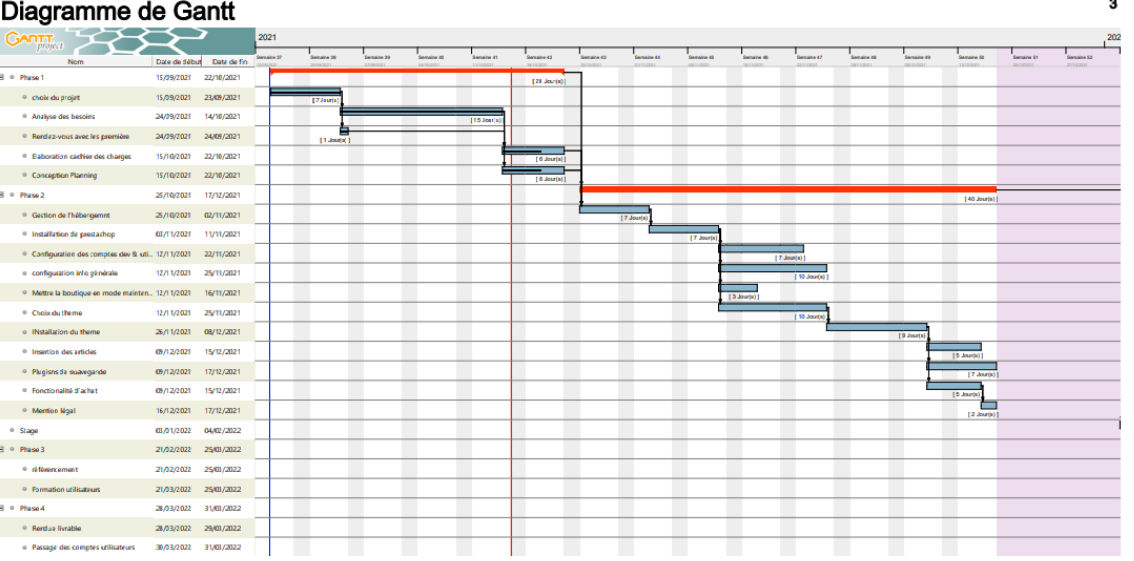 Diagramme de Gantt
3
GANTT
project
2021
202
Nom Date de début Date de fin
Semaine 37 Semaine 38 Semaine 39 Semaine 40 Semaine 41 Semaine 42 Semaine 43 Semaine 44 Semaine 45 Semaine 46 Semaine 47 Semaine 48 Semaine 49 Semaine 50 Semaine 51 Semaine 52
Phase 1 15/09/2021 22/10/2021
[ 28 Jour(s) ]
choix du projet 15/09/2021 23/09/2021
[ 7 Jour(s) ]
Analyse des besoins 24/09/2021 14/10/2021
[ 15 Jour(s) ]
Rendez-vous avec les première 24/09/2021 24/09/2021
[ 1 Jour(s) ]
Elaboration cadhier des charges 15/10/2021 22/10/2021
[ 6 Jour(s) ]
Conception Planning 15/10/2021 22/10/2021
[ 6 Jour(s) ]
Phase 2 25/10/2021 17/12/2021
[ 40 Jour(s) ]
Gestion de l'hébergemnt 25/10/2021 02/11/2021
[ 7 Jour(s) ]
Installetion de prestachop 03/11/2021 11/11/2021
[ 7 Jour(s) ]
Configuration des comptes dev & uti... 12/11/2021 22/11/2021
[ 7 Jour(s) ]
configuration info générale 12/11/2021 25/11/2021
[ 10 Jour(s) ]
Mettre la boutique en mode mainten... 12/11/2021 16/11/2021
[ 3 Jour(s) ]
Choix du theme 12/11/2021 25/11/2021
[ 10 Jour(s) ]
INstallation du theme 26/11/2021 08/12/2021
[ 9 Jour(s) ]
Insertion des articles 09/12/2021 15/12/2021
[ 5 Jour(s) ]
Plugisns de suavegarde 09/12/2021 17/12/2021
[ 7 Jour(s) ]
Fonctionalité d'achet 09/12/2021 15/12/2021
[ 5 Jour(s) ]
Mention légal 16/12/2021 17/12/2021
[ 2 Jour(s) ]
Stage 03/01/2022 04/02/2022
Phase 3 21/02/2022 25/03/2022
référencement 21/02/2022 25/03/2022
Formation utilisateurs 21/03/2022 25/03/2022
Phase 4 28/03/2022 31/03/2022
Rendue livrable 28/03/2022 29/03/2022
Passage des comptes utilisateurs 30/03/2022 31/03/2022